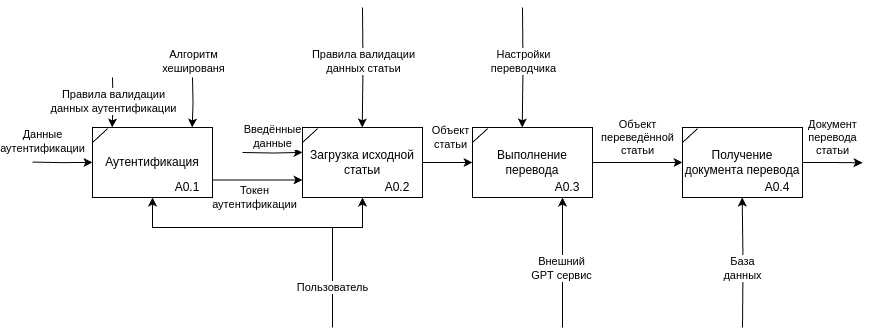 Алгоритм
хешированя
Правила валидации
данных статьи
Настройки
переводчика
Правила валидации
данных аутентификации
Данные
аутентификации
Аутентификация
A0.1
Введённые
данные
Токен
аутентификации
Загрузка исходной
статьи
A0.2
Объект
статьи
Выполнение
перевода
A0.3
Объект
переведённой
статьи
Получение
документа перевода
A0.4
Документ
перевода
статьи
Пользователь
Внешний
GPT сервис
База
данных